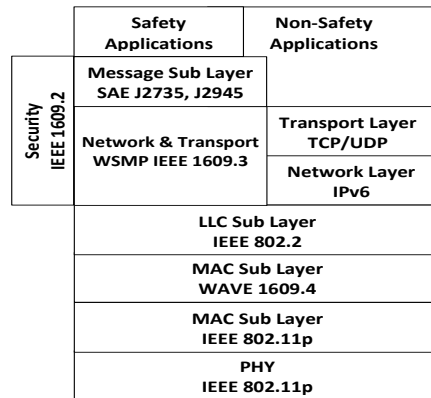 Safety
Applications
Non-Safety
Applications
Message Sub Layer
SAE J2735, J2945
Security
IEEE 1609.2
Network & Transport
WSMP IEEE 1609.3
Transport Layer
TCP/UDP
Network Layer
IPv6
LLC Sub Layer
IEEE 802.2
MAC Sub Layer
WAVE 1609.4
MAC Sub Layer
IEEE 802.11p
PHY
IEEE 802.11p